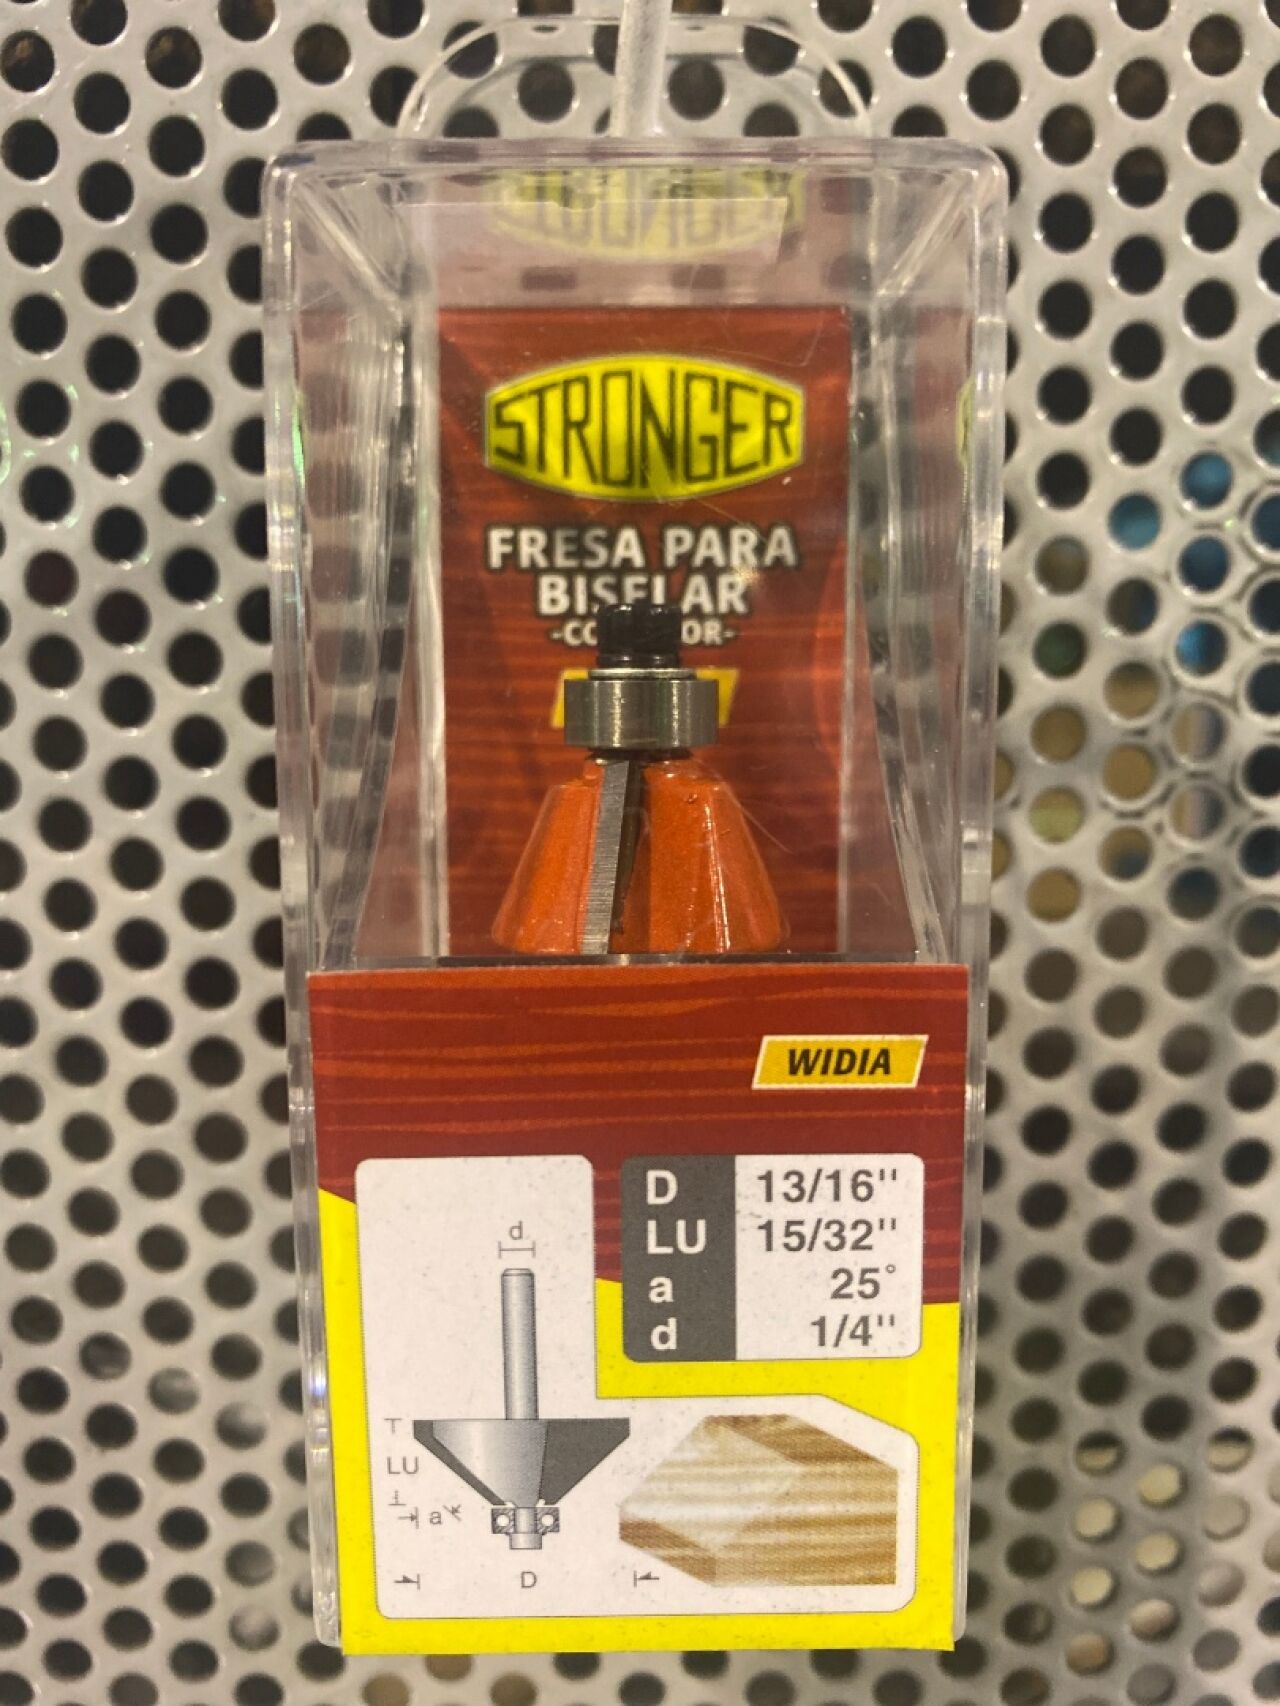 STRONGER
FRESA PARA
BISELAR
WIDIA
D 13/16"
LU 15/32"
a 25°
d 1/4"
d
LU
a
D